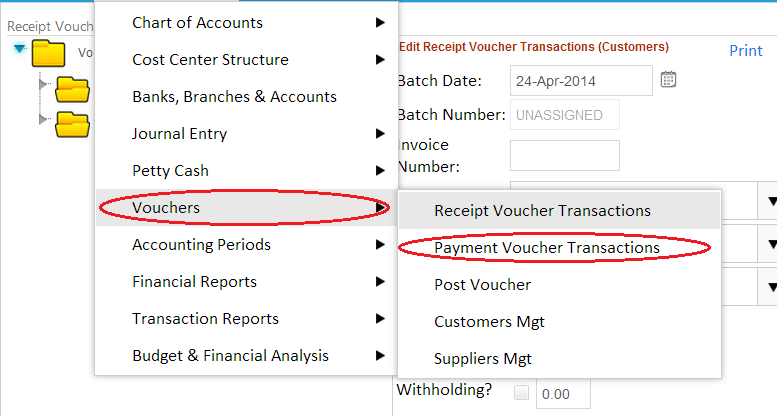 Receipt Vouch
Vo
Chart of Accounts
Cost Center Structure
Banks, Branches & Accounts
Journal Entry
Petty Cash
Vouchers
Accounting Periods
Financial Reports
Transaction Reports
Budget & Financial Analysis
Receipt Voucher Transactions
Payment Voucher Transactions
Post Voucher
Customers Mgt
Suppliers Mgt
Edit Receipt Voucher Transactions (Customers)
Print
Batch Date: 24-Apr-2014
Batch Number: UNASSIGNED
Invoice
Number:
Withholding? 0.00